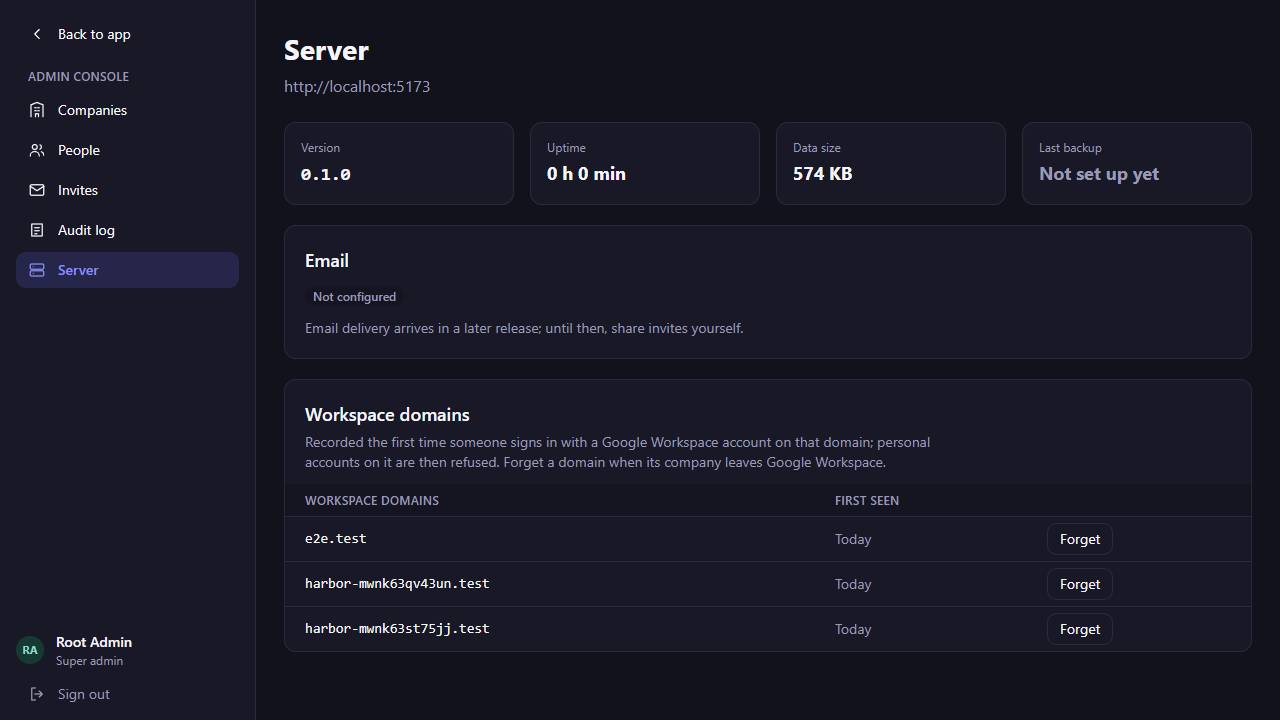 Back to app
ADMIN CONSOLE
Companies
People
Invites
Audit log
Server
Root Admin
RA
Super admin
Sign out
Server
http://localhost:5173
Version
0.1.0
Uptime
0 h 0 min
Data size
574 KB
Last backup
Not set up yet
Email
Not configured
Email delivery arrives in a later release; until then, share invites yourself.
Workspace domains
Recorded the first time someone signs in with a Google Workspace account on that domain; personal
accounts on it are then refused. Forget a domain when its company leaves Google Workspace.
WORKSPACE DOMAINS FIRST SEEN
e2e.test Today Forget
harbor-mwnk63qv43un.test Today Forget
harbor-mwnk63st75jj.test Today Forget